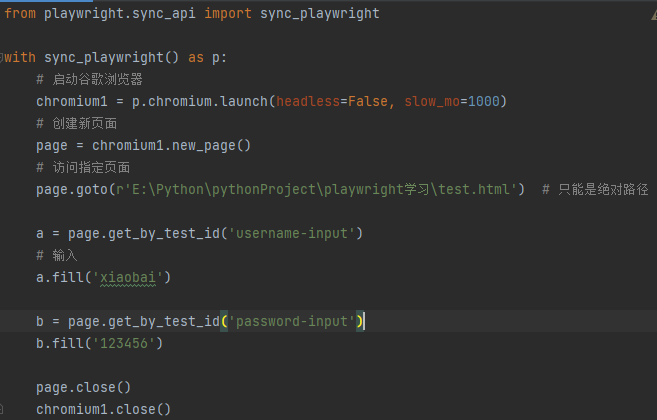 from playwright.sync_api import sync_playwright
with sync_playwright() as p:
# 启动谷歌浏览器
chromium1 = p.chromium.launch(headless=False, slow_mo=1000)
# 创建新页面
page = chromium1.new_page()
# 访问指定页面
page.goto(r'E:\Python\pythonProject\playwright学习\test.html')  # 只能是绝对路径
a = page.get_by_test_id('username-input')
# 输入
a.fill('xiaobai')
b = page.get_by_test_id('password-input')
b.fill('123456')
page.close()
chromium1.close()